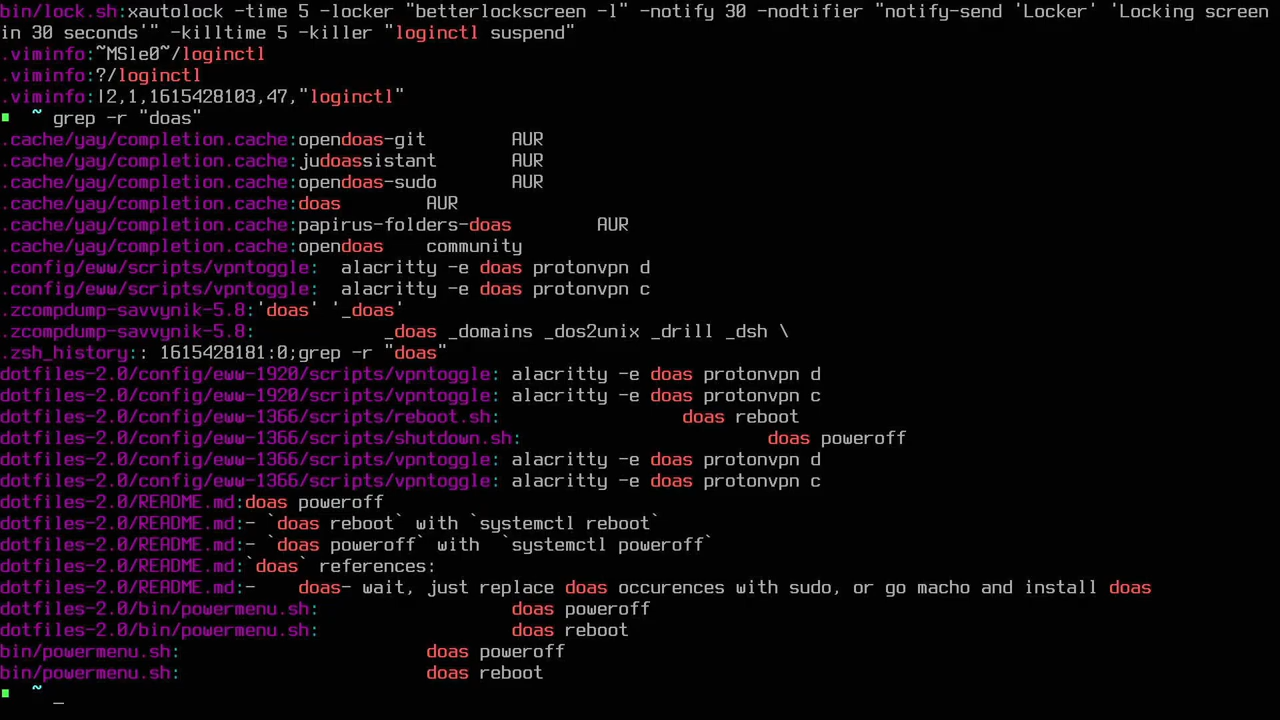 bin/lock.sh:xautolock -time 5 -locker "betterlockscreen -l" -notify 30 -nodtifier "notify-send 'Locker' 'Locking screen
in 30 seconds'" -killtime 5 -killer "loginctl suspend"
.viminfo:~MSle0~/loginctl
.viminfo:?/loginctl
.viminfo:|2,1,1615428103,47,"loginctl"
~ grep -r "doas"
.cache/yay/completion.cache:opendoas-git        AUR
.cache/yay/completion.cache:judoassistant       AUR
.cache/yay/completion.cache:opendoas-sudo       AUR
.cache/yay/completion.cache:doas        AUR
.cache/yay/completion.cache:papirus-folders-doas        AUR
.cache/yay/completion.cache:opendoas    community
.config/eww/scripts/vpntoggle:  alacritty -e doas protonvpn d
.config/eww/scripts/vpntoggle:  alacritty -e doas protonvpn c
.zcompdump-savvynik-5.8:'doas' '_doas'
.zcompdump-savvynik-5.8:            _doas _domains _dos2unix _drill _dsh \
.zsh_history:: 1615428181:0;grep -r "doas"
dotfiles-2.0/config/eww-1920/scripts/vpntoggle: alacritty -e doas protonvpn d
dotfiles-2.0/config/eww-1920/scripts/vpntoggle: alacritty -e doas protonvpn c
dotfiles-2.0/config/eww-1366/scripts/reboot.sh:                 doas reboot
dotfiles-2.0/config/eww-1366/scripts/shutdown.sh:                       doas poweroff
dotfiles-2.0/config/eww-1366/scripts/vpntoggle: alacritty -e doas protonvpn d
dotfiles-2.0/config/eww-1366/scripts/vpntoggle: alacritty -e doas protonvpn c
dotfiles-2.0/README.md:doas poweroff
dotfiles-2.0/README.md:- `doas reboot` with `systemctl reboot`
dotfiles-2.0/README.md:- `doas poweroff` with  `systemctl poweroff`
dotfiles-2.0/README.md:`doas` references:
dotfiles-2.0/README.md:-    doas- wait, just replace doas occurences with sudo, or go macho and install doas
dotfiles-2.0/bin/powermenu.sh:                  doas poweroff
dotfiles-2.0/bin/powermenu.sh:                  doas reboot
bin/powermenu.sh:                       doas poweroff
bin/powermenu.sh:                       doas reboot
~ _